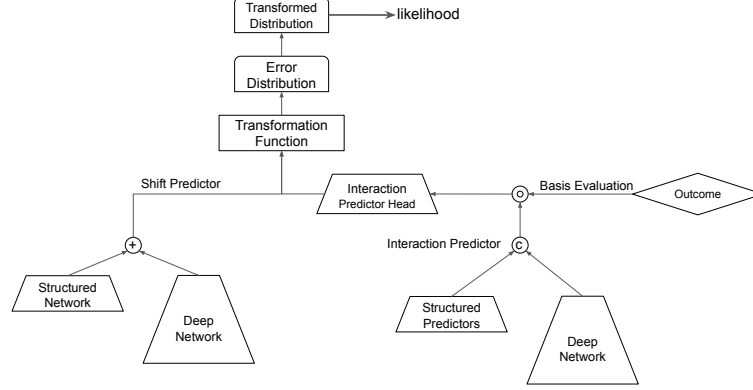 Transformed
Distribution
likelihood
Error
Distribution
Transformation
Function
Shift Predictor
Interaction
Predictor Head
Basis Evaluation
Outcome
Interaction Predictor
+
c
Structured
Network
Deep
Network
Structured
Predictors
Deep
Network